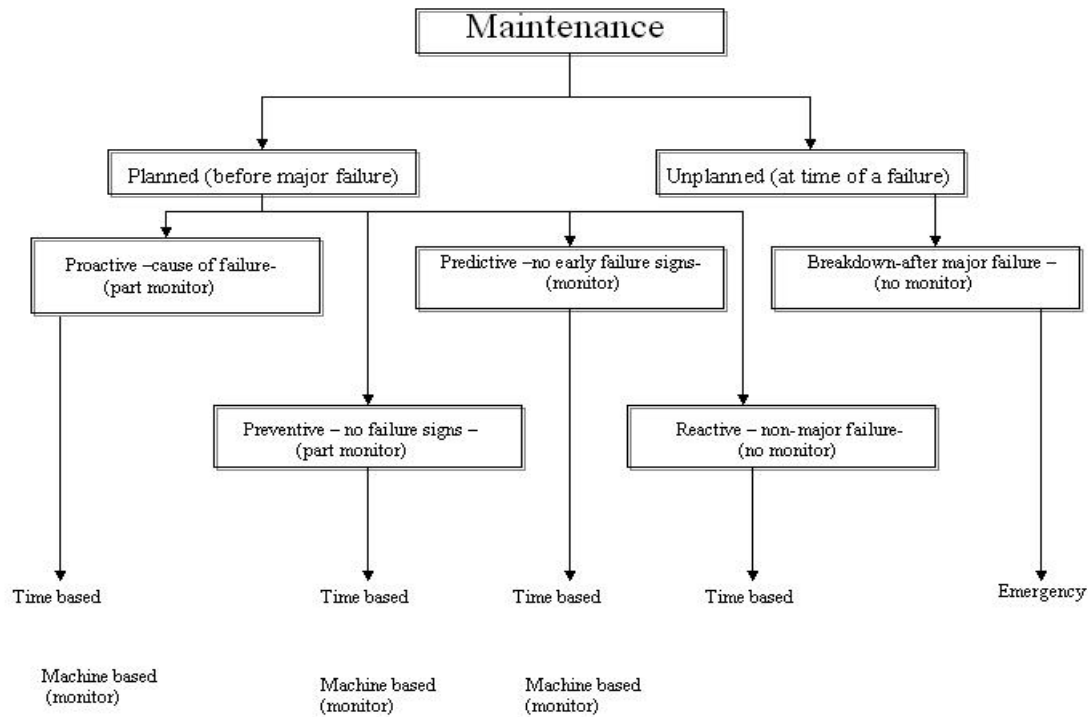 Maintenance
Planned (before major failure)
Unplanned (at time of a failure)
Proactive –cause of failure-
(part monitor)
Predictive –no early failure signs-
(monitor)
Breakdown-after major failure –
(no monitor)
Preventive – no failure signs –
(part monitor)
Reactive – non-major failure-
(no monitor)
Time based
Time based
Time based
Time based
Emergency
Machine based
(monitor)
Machine based
(monitor)
Machine based
(monitor)